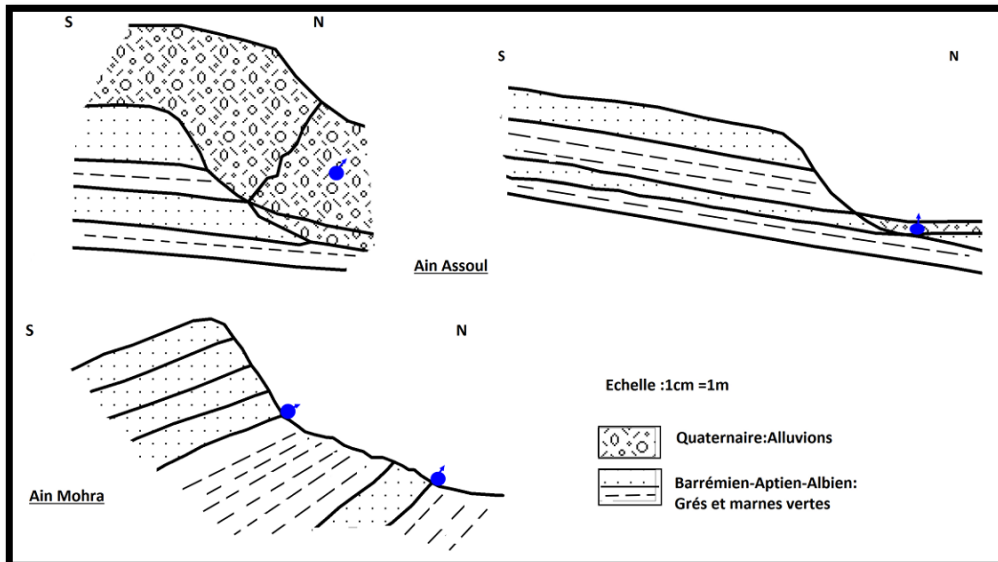 S N
S N
Ain Assoul
S N
Echelle :1cm =1m
Quaternaire:Alluvions
Ain Mohra
Barrémien-Aptien-Albien:
Grés et marnes vertes